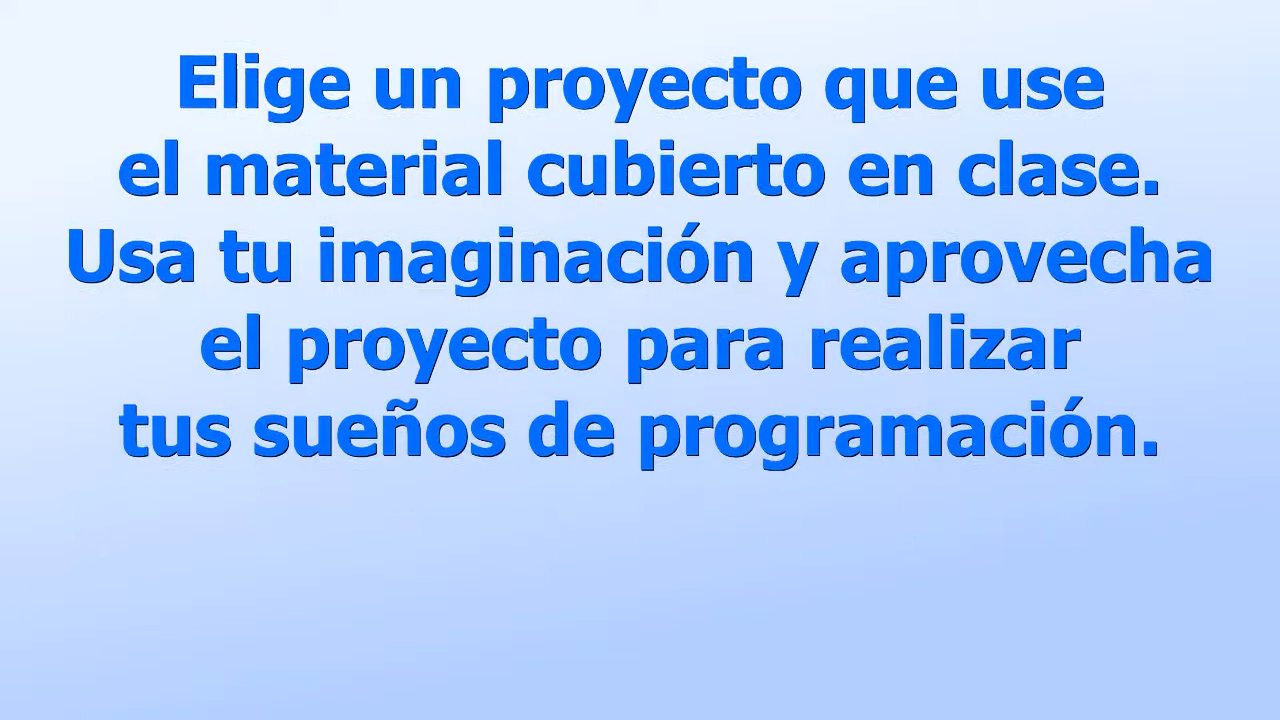 Elige un proyecto que use
el material cubierto en clase.
Usa tu imaginación y aprovecha
el proyecto para realizar
tus sueños de programación.